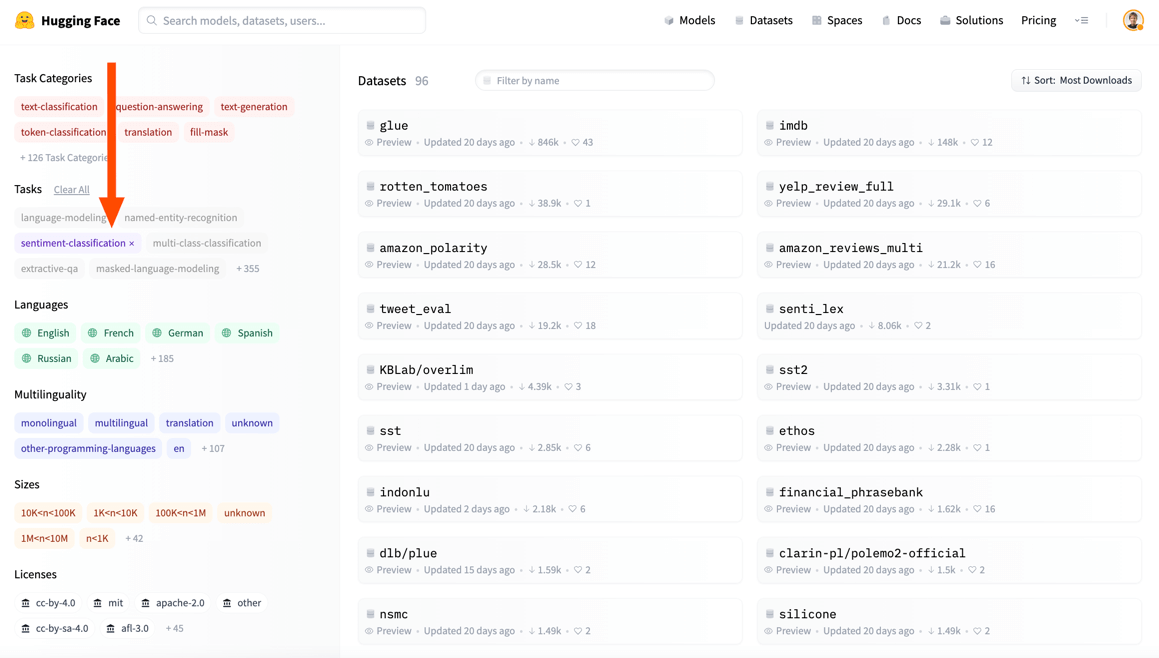 Hugging Face
Search models, datasets, users...
Models
Datasets
Spaces
Docs
Solutions
Pricing
Task Categories
text-classification question-answering text-generation
token-classification translation fill-mask
+ 126 Task Categorie
Tasks Clear All
language-modeling named-entity-recognition
sentiment-classification × multi-class-classification
extractive-qa masked-language-modeling + 355
Languages
English French German Spanish
Russian Arabic + 185
Multilinguality
monolingual multilingual translation unknown
other-programming-languages en + 107
Sizes
10K<n<100K 1K<n<10K 100K<n<1M unknown
1M<n<10M n<1K + 42
Licenses
cc-by-4.0 mit apache-2.0 other
cc-by-sa-4.0 afl-3.0 + 45
Datasets 96
Filter by name
Sort: Most Downloads
glue
Preview • Updated 20 days ago • ↓ 846k • ♡ 43
imdb
Preview • Updated 20 days ago • ↓ 148k • ♡ 12
rotten_tomatoes
Preview • Updated 20 days ago • ↓ 38.9k • ♡ 1
yelp_review_full
Preview • Updated 20 days ago • ↓ 29.1k • ♡ 6
amazon_polarity
Preview • Updated 20 days ago • ↓ 28.5k • ♡ 12
amazon_reviews_multi
Preview • Updated 20 days ago • ↓ 21.2k • ♡ 16
tweet_eval
Preview • Updated 20 days ago • ↓ 19.2k • ♡ 18
senti_lex
Updated 20 days ago • ↓ 8.06k • ♡ 2
KBLab/overlim
Preview • Updated 1 day ago • ↓ 4.39k • ♡ 3
sst2
Preview • Updated 20 days ago • ↓ 3.31k • ♡ 1
sst
Preview • Updated 20 days ago • ↓ 2.85k • ♡ 6
ethos
Preview • Updated 20 days ago • ↓ 2.28k • ♡ 1
indonlu
Preview • Updated 2 days ago • ↓ 2.18k • ♡ 6
financial_phrasebank
Preview • Updated 20 days ago • ↓ 1.62k • ♡ 16
dlb/plue
Preview • Updated 15 days ago • ↓ 1.59k • ♡ 2
clarin-pl/polemo2-official
Preview • Updated 20 days ago • ↓ 1.5k • ♡ 2
nsmc
Preview • Updated 20 days ago • ↓ 1.49k • ♡ 2
silicone
Preview • Updated 20 days ago • ↓ 1.49k • ♡ 2